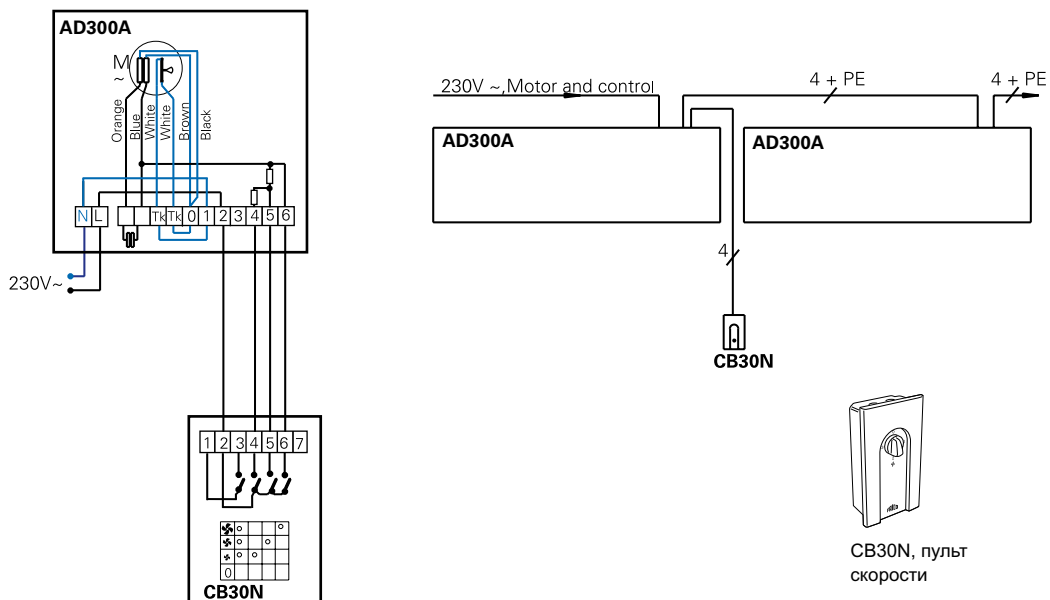 AD300A
M
~
Orange
Blue
White
White
Brown
Black
N L Tk Tk 0 1 2 3 4 5 6
230V~
1 2 3 4 5 6 7
0
CB30N
230V ~, Motor and control
4 + PE
4 + PE
AD300A
AD300A
4
CB30N
CB30N, пульт
скорости